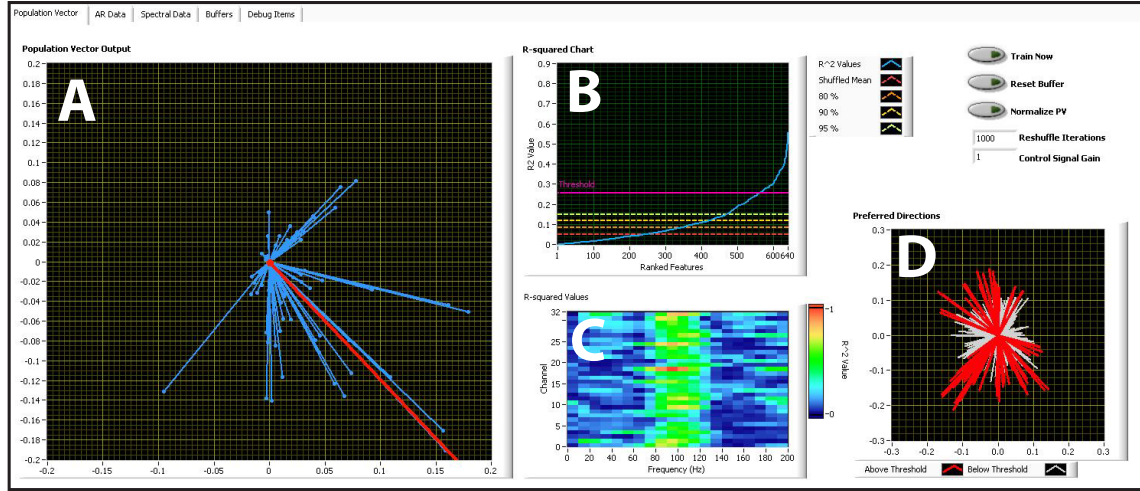 Population Vector AR Data Spectral Data Buffers Debug Items
Population Vector Output
A
0.2
0.18
0.16
0.14
0.12
0.1
0.08
0.06
0.04
0.02
0
-0.02
-0.04
-0.06
-0.08
-0.1
-0.12
-0.14
-0.16
-0.18
-0.2
-0.2 -0.15 -0.1 -0.05 0 0.05 0.1 0.15 0.2
R-squared Chart
B
R2 Value
0.9
0.8
0.7
0.6
0.5
0.4
0.3
0.2
0.1
0
Threshold
1 100 200 300 400 500 600 640
Ranked Features
R^2 Values
Shuffled Mean
80 %
90 %
95 %
Train Now
Reset Buffer
Normalize PV
1000 Reshuffle Iterations
1 Control Signal Gain
R-squared Values
C
Channel
32
25
20
15
10
5
0
0 20 40 60 80 100 120 140 160 180 200
Frequency (Hz)
R^2 Value
1
0
Preferred Directions
D
0.3
0.2
0.1
0.0
-0.1
-0.2
-0.3
-0.3 -0.2 -0.1 0.0 0.1 0.2 0.3
Above Threshold Below Threshold